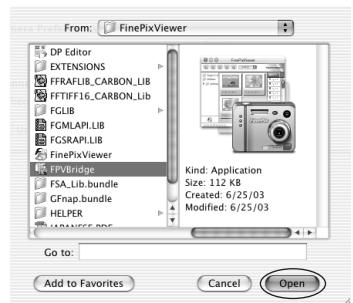 From: FinePixViewer
DP Editor
EXTENSIONS
FFRAFLIB_CARBON_LIB
FFTIFF16_CARBON_Lib
FGLIB
FGMLAPI.LIB
FGSRAPI.LIB
FinePixViewer
FPVBridge
FSA_Lib.bundle
GFnap.bundle
HELPER
Kind: Application
Size: 112 KB
Created: 6/25/03
Modified: 6/25/03
Go to:
Add to Favorites
Cancel
Open